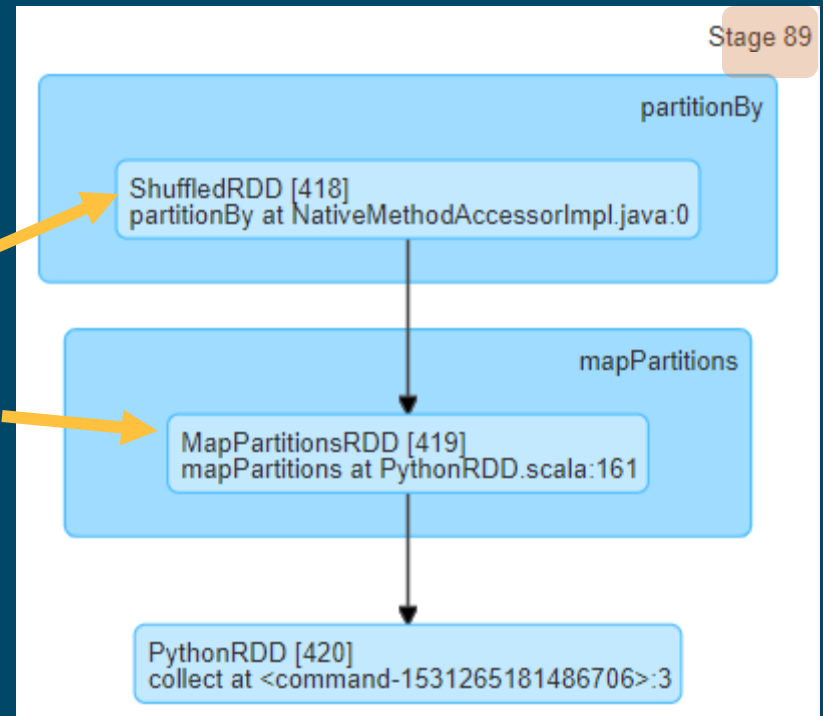 Stage 89
partitionBy
ShuffledRDD [418]
partitionBy at NativeMethodAccessorImpl.java:0
mapPartitions
MapPartitionsRDD [419]
mapPartitions at PythonRDD.scala:161
PythonRDD [420]
collect at <command-1531265181486706>:3